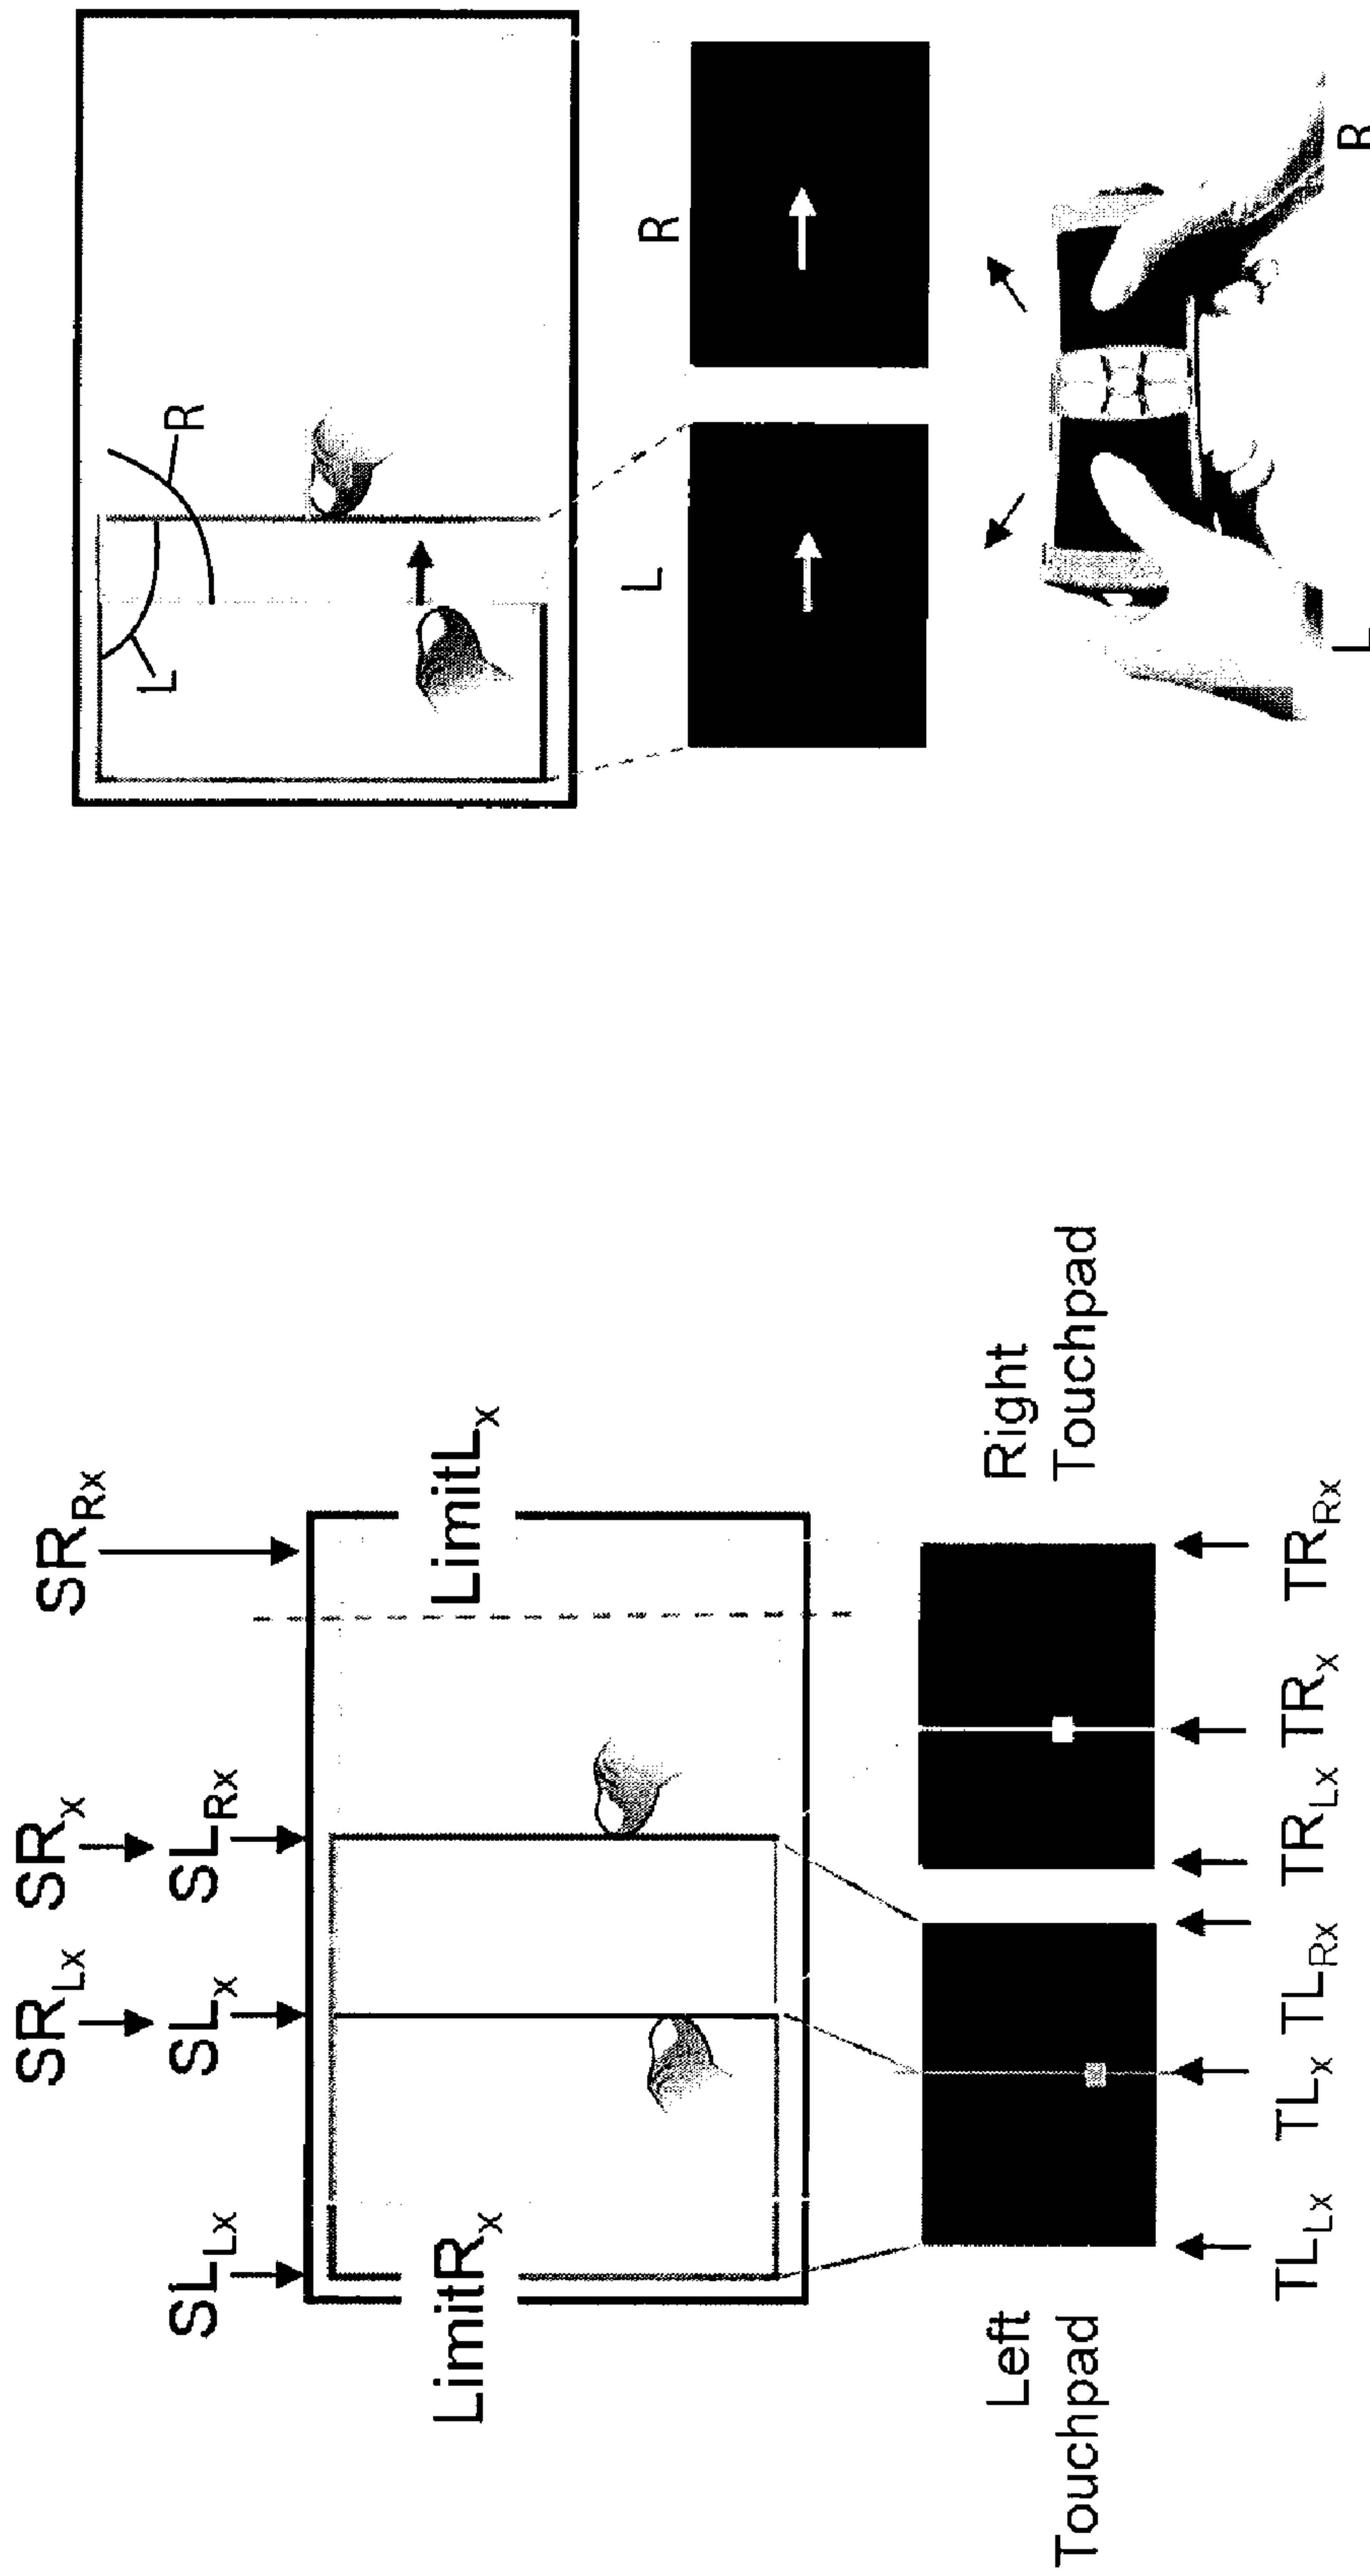 SR_Lx SR_x SR_Rx
SL_Lx SL_x SL_Rx
LimitR_x LimitL_x
Left
Touchpad
Right
Touchpad
TL_Lx TL_x TL_Rx TR_Lx TR_x TR_Rx
L R
L R
L R